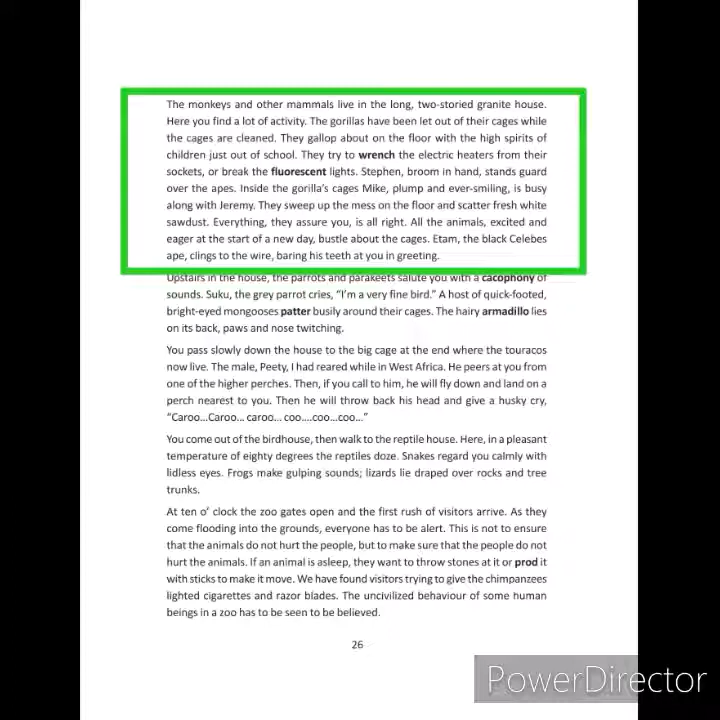 The monkeys and other mammals live in the long, two-storied granite house.
Here you find a lot of activity. The gorillas have been let out of their cages while
the cages are cleaned. They gallop about on the floor with the high spirits of
children just out of school. They try to wrench the electric heaters from their
sockets, or break the fluorescent lights. Stephen, broom in hand, stands guard
over the apes. Inside the gorilla's cages Mike, plump and ever-smiling, is busy
along with Jeremy. They sweep up the mess on the floor and scatter fresh white
sawdust. Everything, they assure you, is all right. All the animals, excited and
eager at the start of a new day, bustle about the cages. Etam, the black Celebes
ape, clings to the wire, baring his teeth at you in greeting.
Upstairs in the house, the parrots and parakeets salute you with a cacophony of
sounds. Suku, the grey parrot cries, "I'm a very fine bird." A host of quick-footed,
bright-eyed mongooses patter busily around their cages. The hairy armadillo lies
on its back, paws and nose twitching.
You pass slowly down the house to the big cage at the end where the touracos
now live. The male, Peety, I had reared while in West Africa. He peers at you from
one of the higher perches. Then, if you call to him, he will fly down and land on a
perch nearest to you. Then he will throw back his head and give a husky cry,
"Caroo...Caroo... caroo... coo....coo...coo..."
You come out of the birdhouse, then walk to the reptile house. Here, in a pleasant
temperature of eighty degrees the reptiles doze. Snakes regard you calmly with
lidless eyes. Frogs make gulping sounds; lizards lie draped over rocks and tree
trunks.
At ten o' clock the zoo gates open and the first rush of visitors arrive. As they
come flooding into the grounds, everyone has to be alert. This is not to ensure
that the animals do not hurt the people, but to make sure that the people do not
hurt the animals. If an animal is asleep, they want to throw stones at it or prod it
with sticks to make it move. We have found visitors trying to give the chimpanzees
lighted cigarettes and razor blades. The uncivilized behaviour of some human
beings in a zoo has to be seen to be believed.
26
PowerDirector